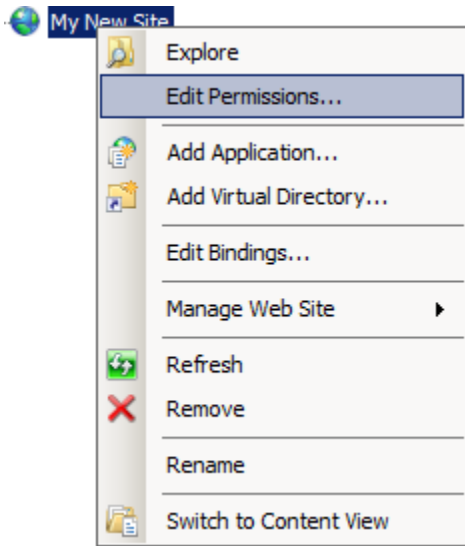 My New Site
Explore
Edit Permissions...
Add Application...
Add Virtual Directory...
Edit Bindings...
Manage Web Site
Refresh
Remove
Rename
Switch to Content View